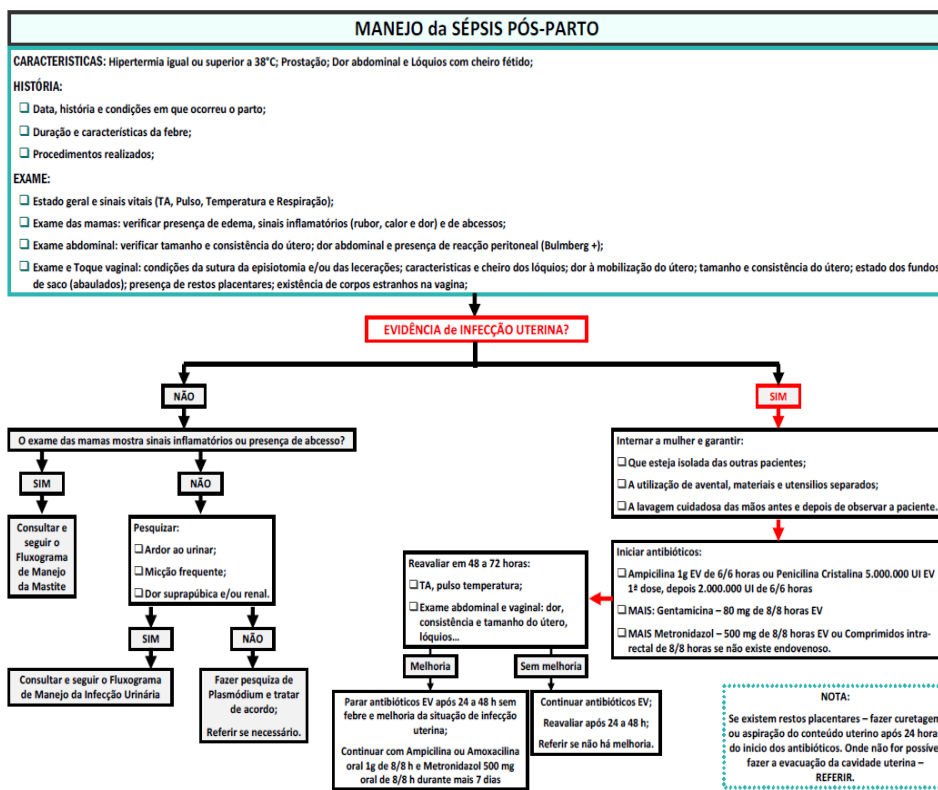 MANEJO da SÉPSIS PÓS-PARTO
CARACTERISTICAS: Hipertermia igual ou superior a 38°C; Prostação; Dor abdominal e Lóquios com cheiro fétido;
HISTÓRIA:
❑ Data, história e condições em que ocorreu o parto;
❑ Duração e características da febre;
❑ Procedimentos realizados;
EXAME:
❑ Estado geral e sinais vitais (TA, Pulso, Temperatura e Respiração);
❑ Exame das mamas: verificar presença de edema, sinais inflamatórios (rubor, calor e dor) e de abcessos;
❑ Exame abdominal: verificar tamanho e consistência do útero; dor abdominal e presença de reacção peritoneal (Bulmberg +);
❑ Exame e Toque vaginal: condições da sutura da episiotomia e/ou das lecerações; caracteristicas e cheiro dos lóquios; dor à mobilização do útero; tamanho e consistência do útero; estado dos fundos
de saco (abaulados); presença de restos placentares; existência de corpos estranhos na vagina;
EVIDÊNCIA de INFECÇÃO UTERINA?
NÃO
SIM
O exame das mamas mostra sinais inflamatórios ou presença de abcesso?
SIM
NÃO
Consultar e
seguir o
Fluxograma
de Manejo
da Mastite
Pesquizar:
❑ Ardor ao urinar;
❑ Micção frequente;
❑ Dor suprapúbica e/ou renal.
SIM
NÃO
Consultar e seguir o Fluxograma
de Manejo da Infecção Urinária
Fazer pesquiza de
Plasmódium e tratar
de acordo;
Referir se necessário.
Internar a mulher e garantir:
❑ Que esteja isolada das outras pacientes;
❑ A utilização de avental, materiais e utensilios separados;
❑ A lavagem cuidadosa das mãos antes e depois de observar a paciente.
Iniciar antibióticos:
❑ Ampicilina 1g EV de 6/6 horas ou Penicilina Cristalina 5.000.000 UI EV
1ª dose, depois 2.000.000 UI de 6/6 horas
❑ MAIS: Gentamicina – 80 mg de 8/8 horas EV
❑ MAIS Metronidazol – 500 mg de 8/8 horas EV ou Comprimidos intra-
rectal de 8/8 horas se não existe endovenoso.
Reavaliar em 48 a 72 horas:
❑ TA, pulso temperatura;
❑ Exame abdominal e vaginal: dor,
consistência e tamanho do útero,
lóquios...
Melhoria
Sem melhoria
Parar antibióticos EV após 24 a 48 h sem
febre e melhoria da situação de infecção
uterina;
Continuar com Ampicilina ou Amoxacilina
oral 1g de 8/8 h e Metronidazol 500 mg
oral de 8/8 h durante mais 7 dias
Continuar antibióticos EV;
Reavaliar após 24 a 48 h;
Referir se não há melhoria.
NOTA:
Se existem restos placentares – fazer curetagem
ou aspiração do conteúdo uterino após 24 hora
do inicio dos antibióticos. Onde não for possíve
fazer a evacuação da cavidade uterina –
REFERIR.